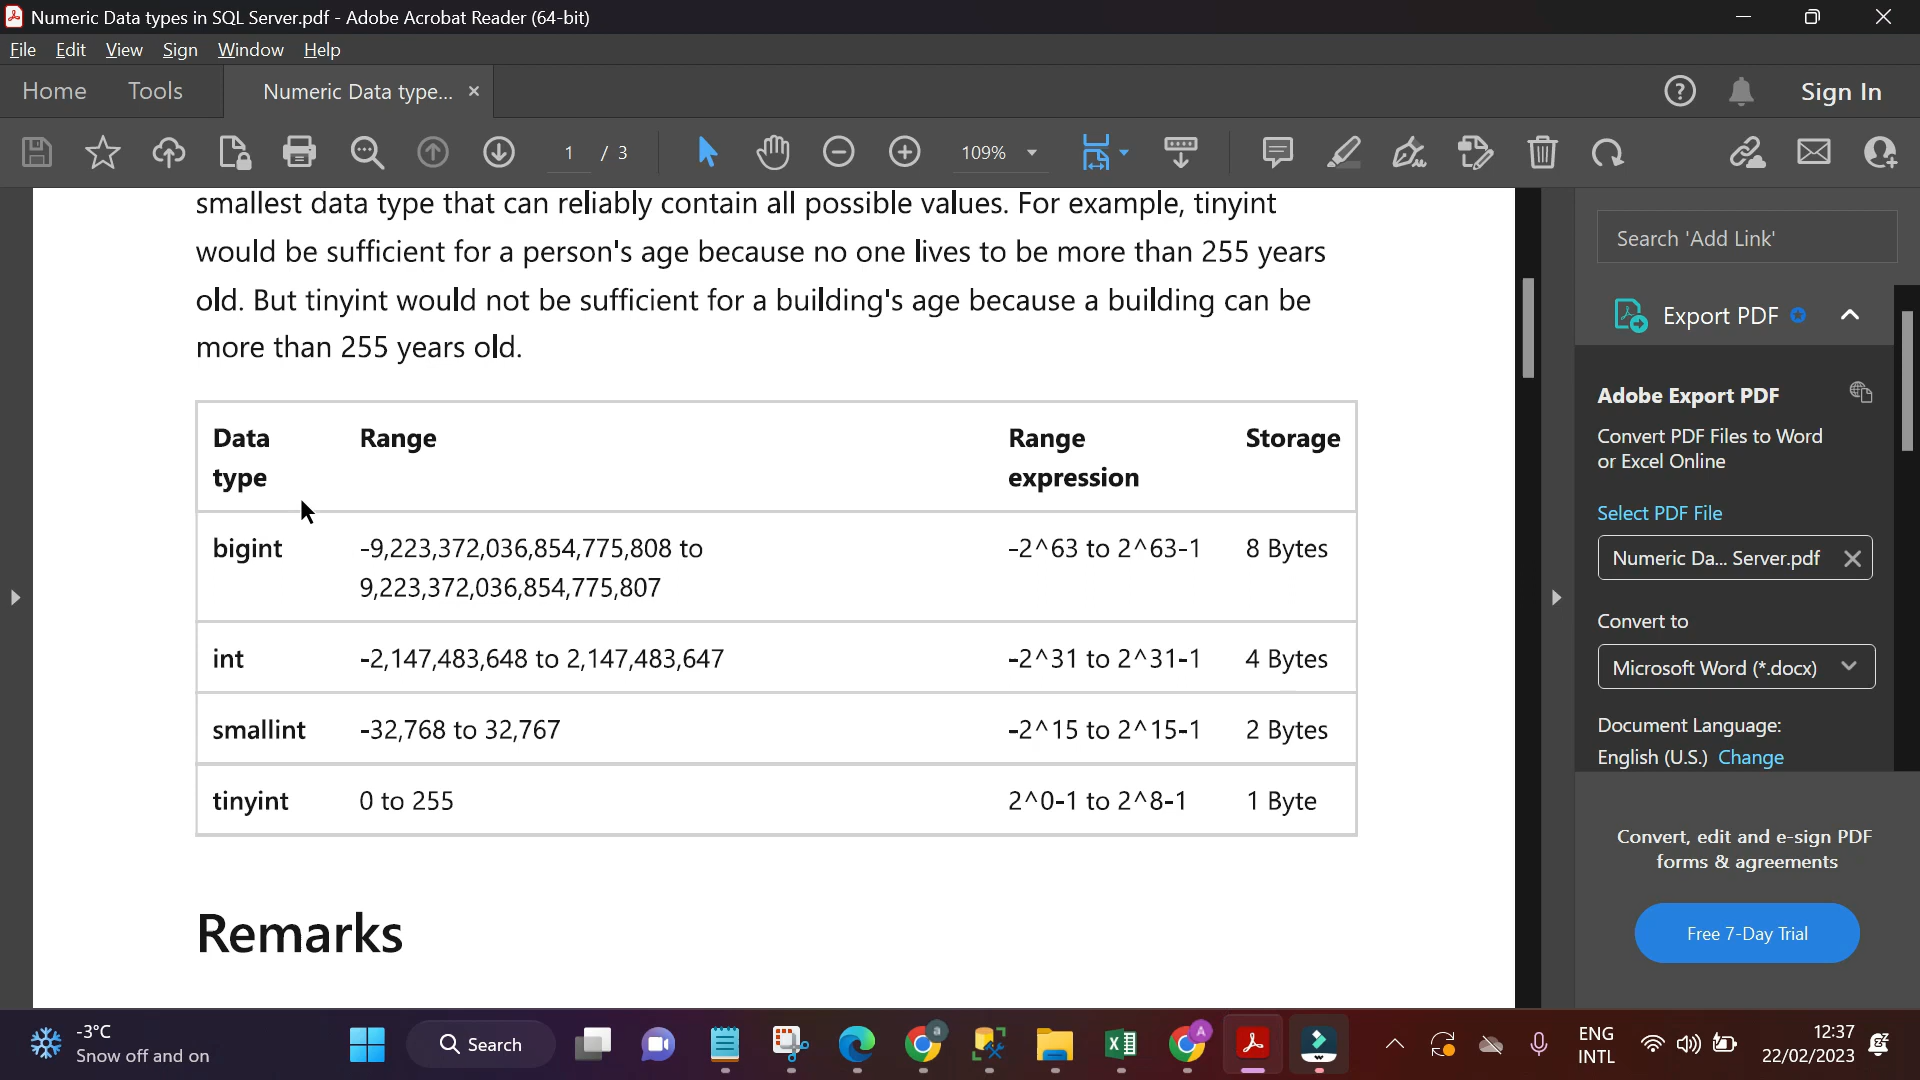 Numeric Data types in SQL Server.pdf - Adobe Acrobat Reader (64-bit)
File Edit View Sign Window Help
Home Tools Numeric Data type... × Sign In
1 / 3 109%
smallest data type that can reliably contain all possible values. For example, tinyint
would be sufficient for a person's age because no one lives to be more than 255 years
old. But tinyint would not be sufficient for a building's age because a building can be
more than 255 years old.
Data type Range Range expression Storage
bigint -9,223,372,036,854,775,808 to 9,223,372,036,854,775,807 -2^63 to 2^63-1 8 Bytes
int -2,147,483,648 to 2,147,483,647 -2^31 to 2^31-1 4 Bytes
smallint -32,768 to 32,767 -2^15 to 2^15-1 2 Bytes
tinyint 0 to 255 2^0-1 to 2^8-1 1 Byte
Remarks
Search 'Add Link'
Export PDF
Adobe Export PDF
Convert PDF Files to Word
or Excel Online
Select PDF File
Numeric Da... Server.pdf
Convert to
Microsoft Word (*.docx)
Document Language:
English (U.S.) Change
Convert, edit and e-sign PDF
forms & agreements
Free 7-Day Trial
-3°C
Snow off and on
Search
a
A
ENG
INTL
12:37
22/02/2023